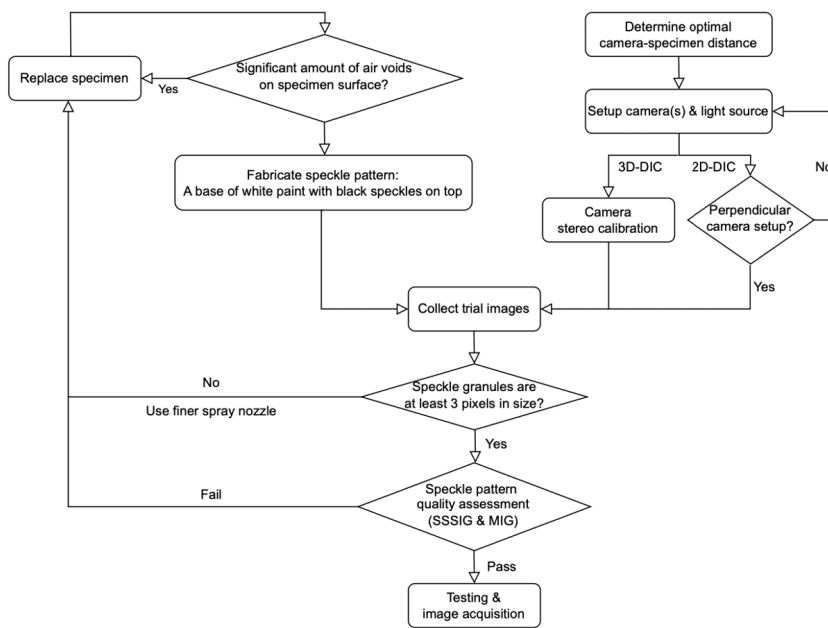 Determine optimal
camera-specimen distance
Replace specimen
Yes
Significant amount of air voids
on specimen surface?
Setup camera(s) & light source
Fabricate speckle pattern:
A base of white paint with black speckles on top
3D-DIC
2D-DIC
No
Camera
stereo calibration
Perpendicular
camera setup?
Yes
Collect trial images
No
Use finer spray nozzle
Speckle granules are
at least 3 pixels in size?
Yes
Fail
Speckle pattern
quality assessment
(SSSIG & MIG)
Pass
Testing &
image acquisition